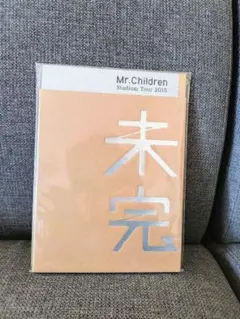 Mr.Children
Stadium Tour 2015
未
完